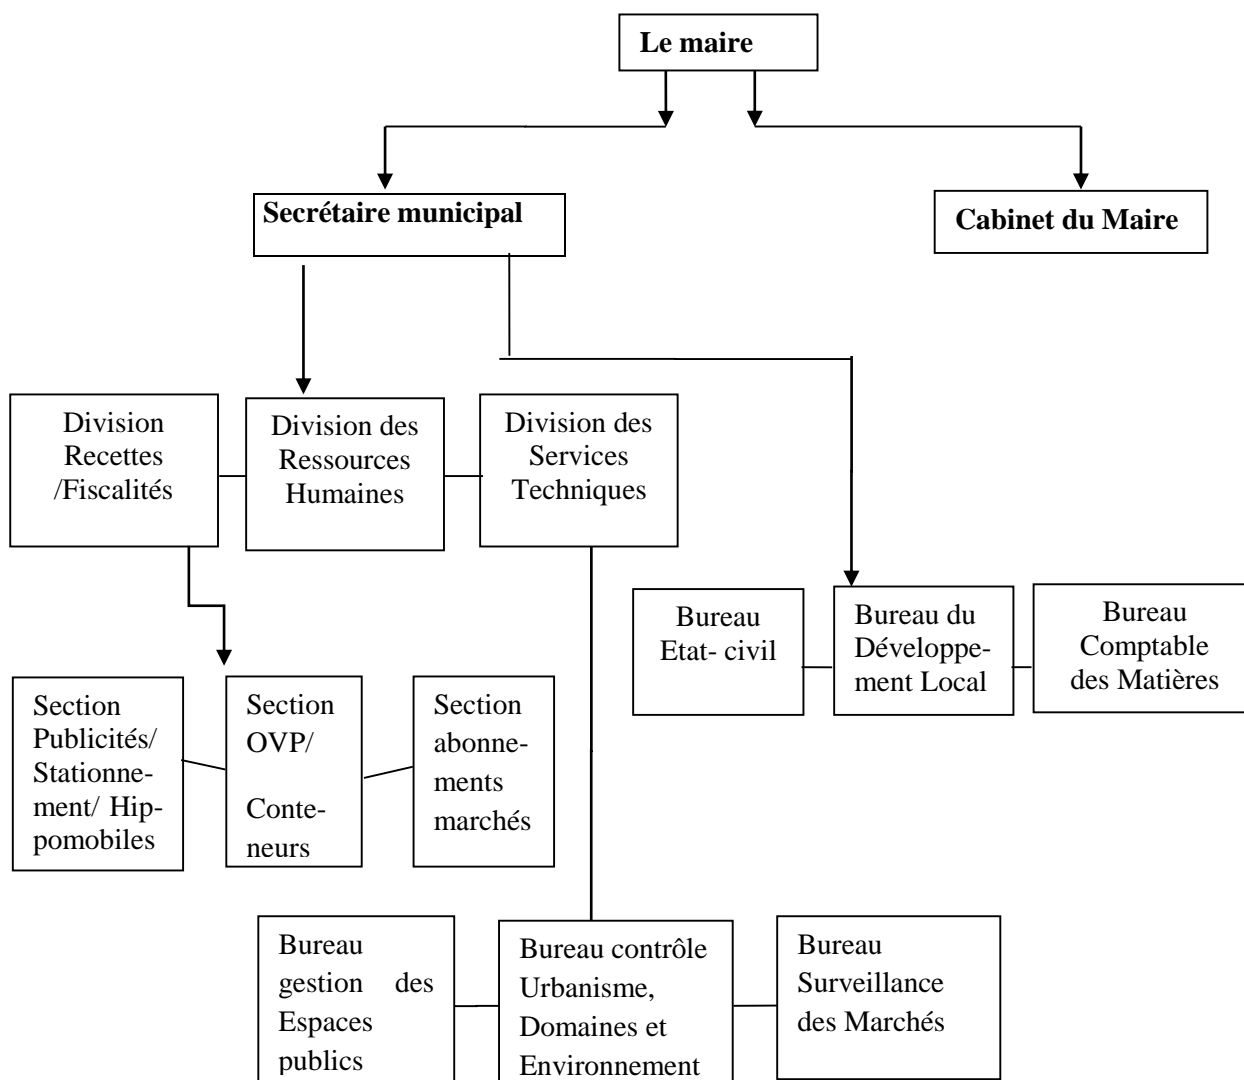 Le maire
Secrétaire municipal
Cabinet du Maire
Division
Recettes
/Fiscalités
Division des
Ressources
Humaines
Division des
Services
Techniques
Bureau
Etat- civil
Bureau du
Développe-
ment Local
Bureau
Comptable
des Matières
Section
Publicités/
Stationne-
ment/ Hip-
pomobiles
Section
OVP/
Conte-
neurs
Section
abonne-
ments
marchés
Bureau
gestion des
Espaces
publics
Bureau contrôle
Urbanisme,
Domaines et
Environnement
Bureau
Surveillance
des Marchés